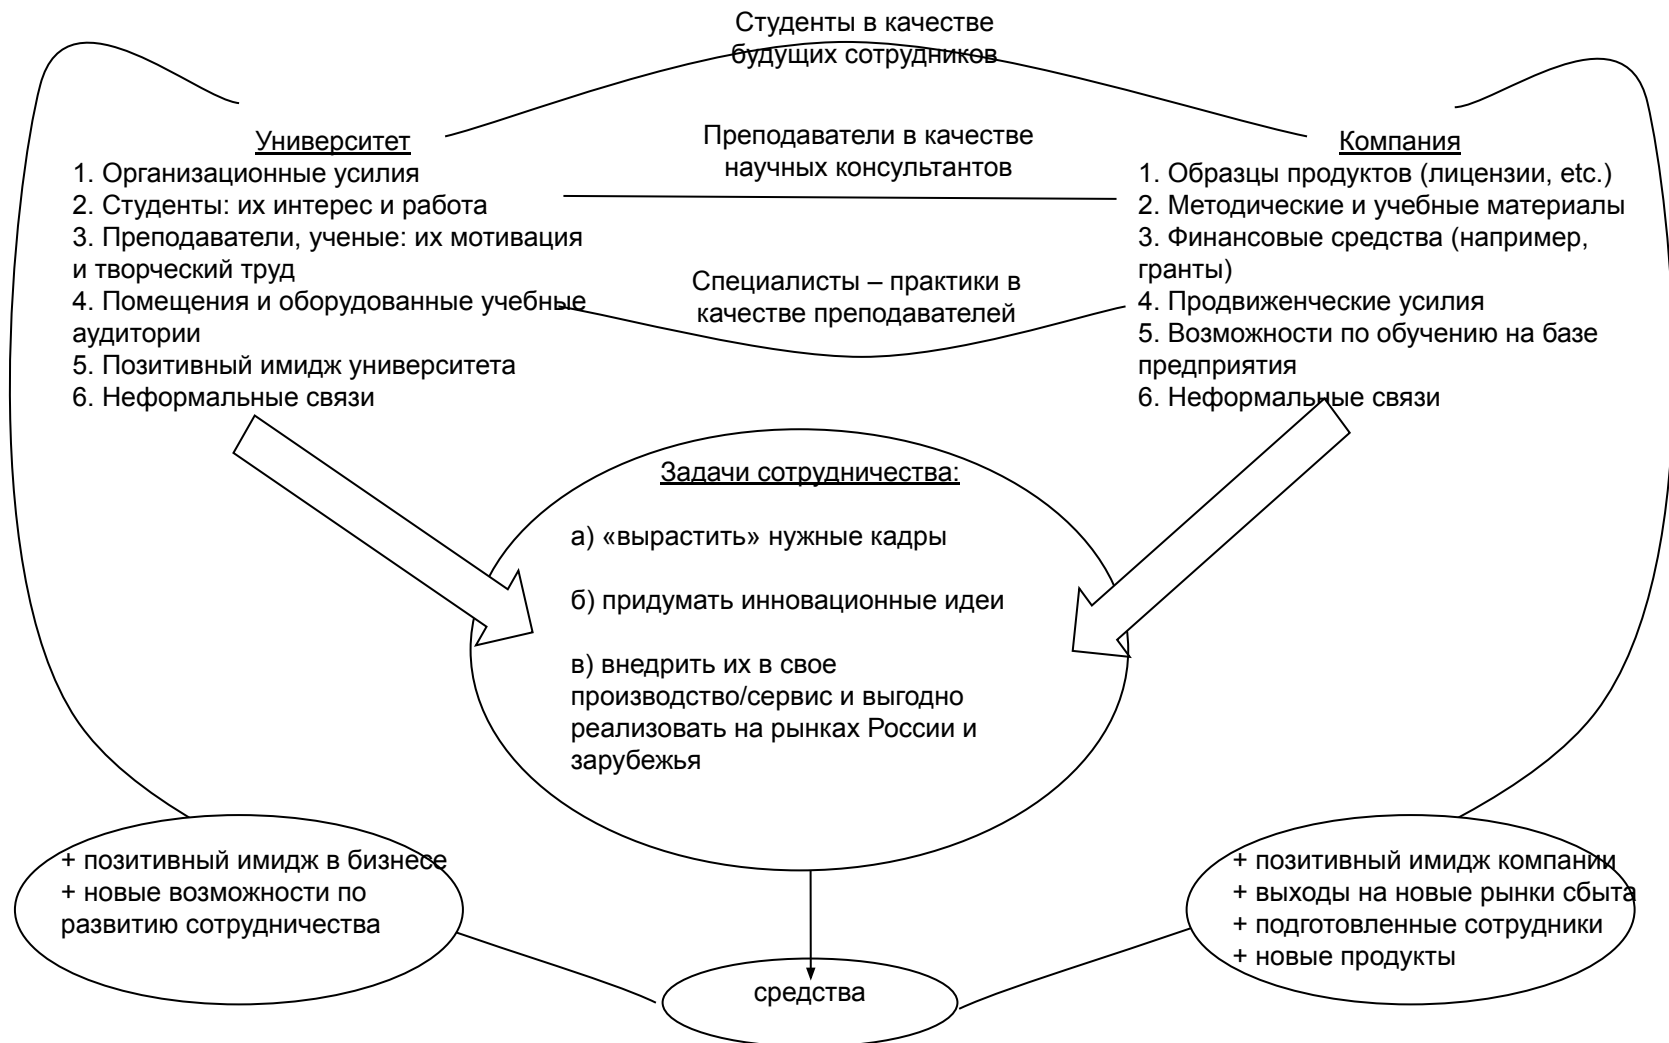 Студенты в качестве
будущих сотрудников
Университет
1. Организационные усилия
2. Студенты: их интерес и работа
3. Преподаватели, ученые: их мотивация
и творческий труд
4. Помещения и оборудованные учебные
аудитории
5. Позитивный имидж университета
6. Неформальные связи
Преподаватели в качестве
научных консультантов
Специалисты – практики в
качестве преподавателей
Компания
1. Образцы продуктов (лицензии, etc.)
2. Методические и учебные материалы
3. Финансовые средства (например,
гранты)
4. Продвиженческие усилия
5. Возможности по обучению на базе
предприятия
6. Неформальные связи
Задачи сотрудничества:
а) «вырастить» нужные кадры
б) придумать инновационные идеи
в) внедрить их в свое
производство/сервис и выгодно
реализовать на рынках России и
зарубежья
+ позитивный имидж в бизнесе
+ новые возможности по
развитию сотрудничества
+ позитивный имидж компании
+ выходы на новые рынки сбыта
+ подготовленные сотрудники
+ новые продукты
средства